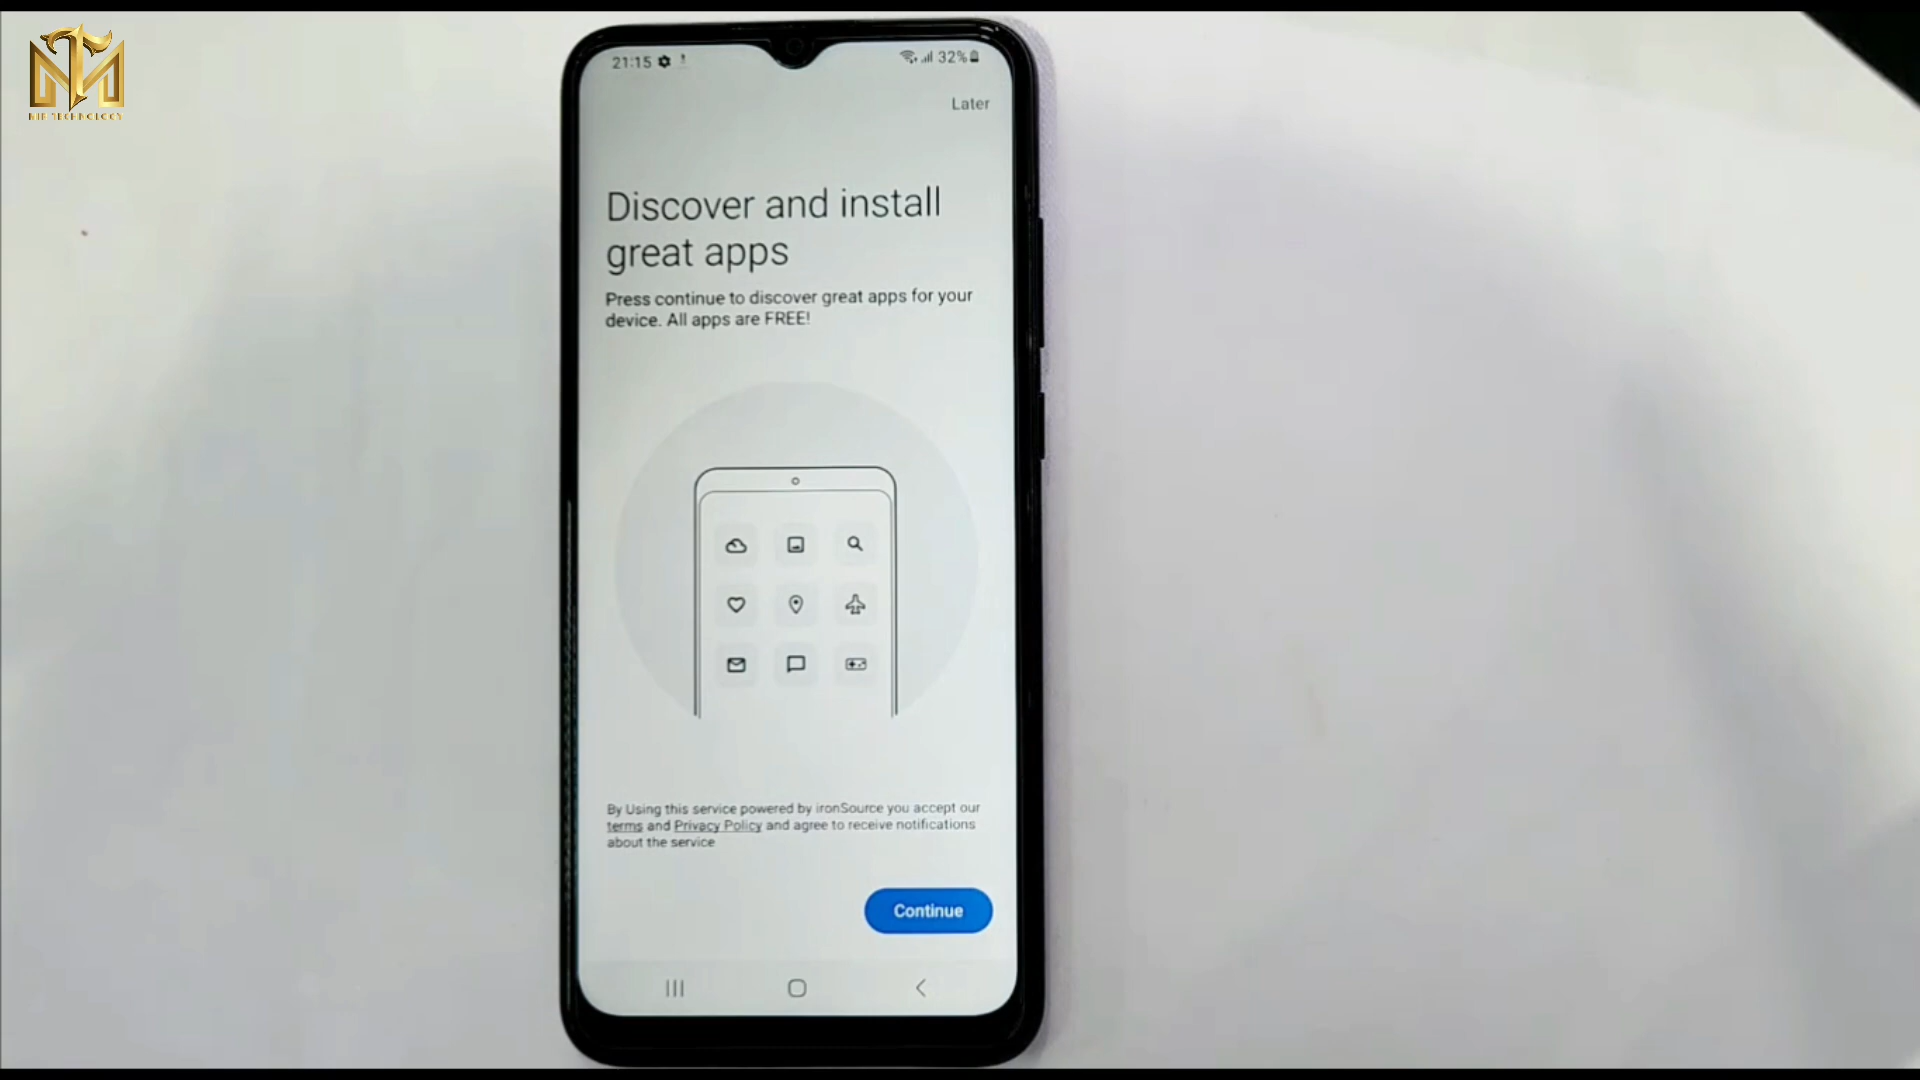 21:15
32%
Later
Discover and install
great apps
Press continue to discover great apps for your
device. All apps are FREE!
By Using this service powered by ironSource you accept our
terms and Privacy Policy and agree to receive notifications
about the service
Continue